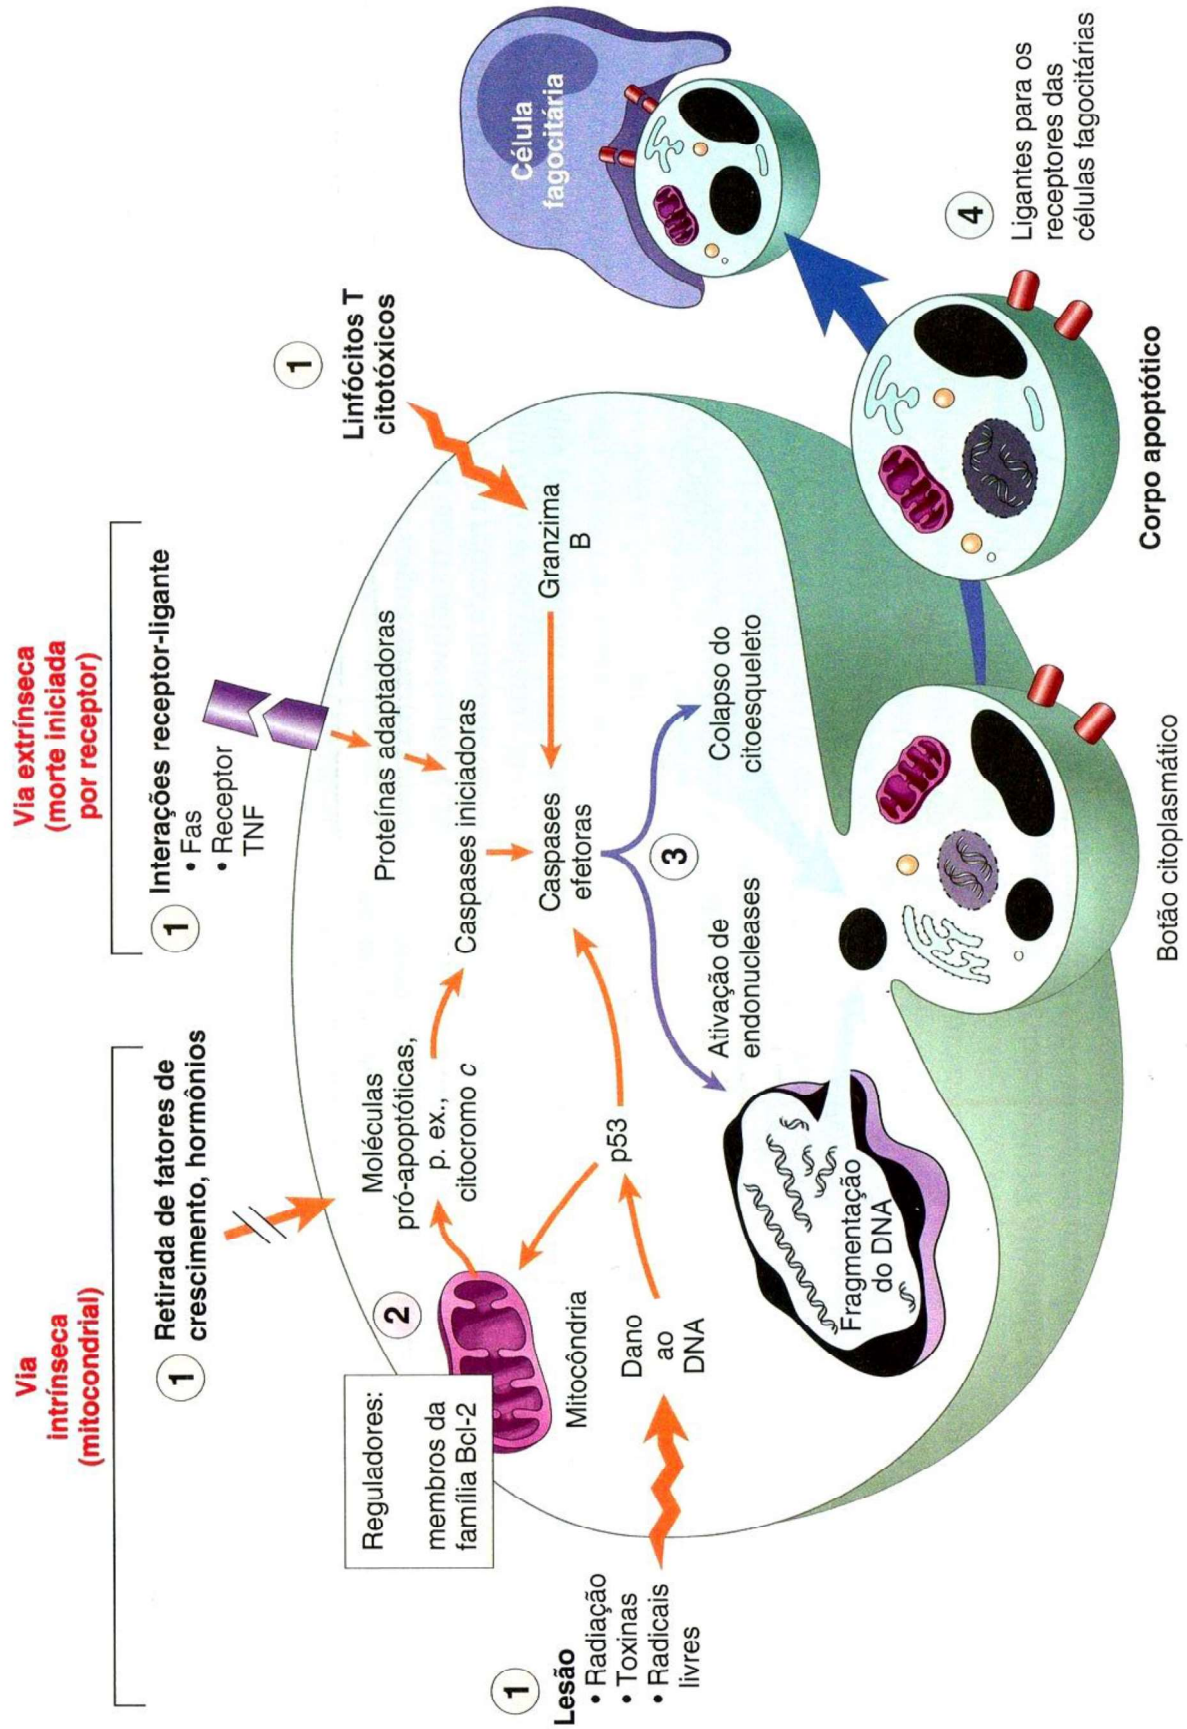 Via
intrínseca
(mitocondrial)
Via extrínseca
(morte iniciada
por receptor)
1
Retirada de fatores de
crescimento, hormônios
1
Interações receptor-ligante
• Fas
• Receptor
TNF
1
Linfócitos T
citotóxicos
Célula
fagocitária
Reguladores:
membros da
família Bcl-2
2
Mitocôndria
Moléculas
pró-apoptóticas,
p. ex.,
citocromo c
Proteínas adaptadoras
Caspases iniciadoras
Caspases
efetoras
Granzima
B
1
Lesão
• Radiação
• Toxinas
• Radicais
livres
Dano
ao
DNA
p53
3
Ativação de
endonucleases
Colapso do
citoesqueleto
Fragmentação
do DNA
4
Ligantes para os
receptores das
células fagocitárias
Botão citoplasmático
Corpo apoptótico